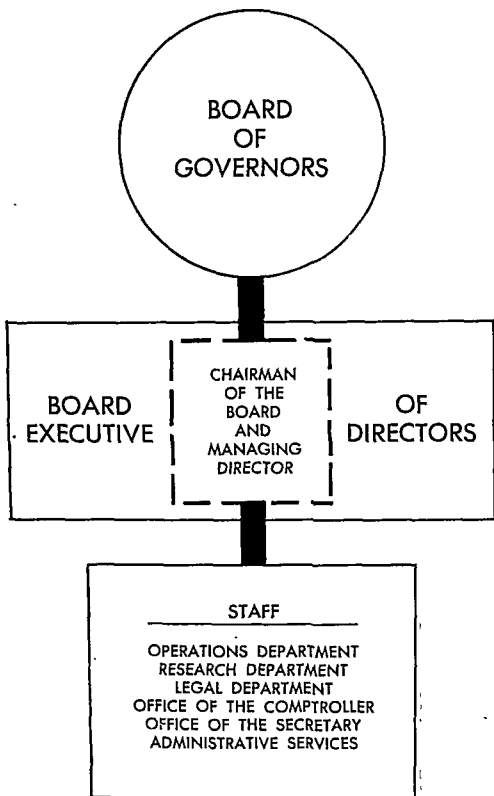 BOARD
OF
GOVERNORS
BOARD OF
EXECUTIVE DIRECTORS
CHAIRMAN
OF THE
BOARD
AND
MANAGING
DIRECTOR
STAFF
OPERATIONS DEPARTMENT
RESEARCH DEPARTMENT
LEGAL DEPARTMENT
OFFICE OF THE COMPTROLLER
OFFICE OF THE SECRETARY
ADMINISTRATIVE SERVICES